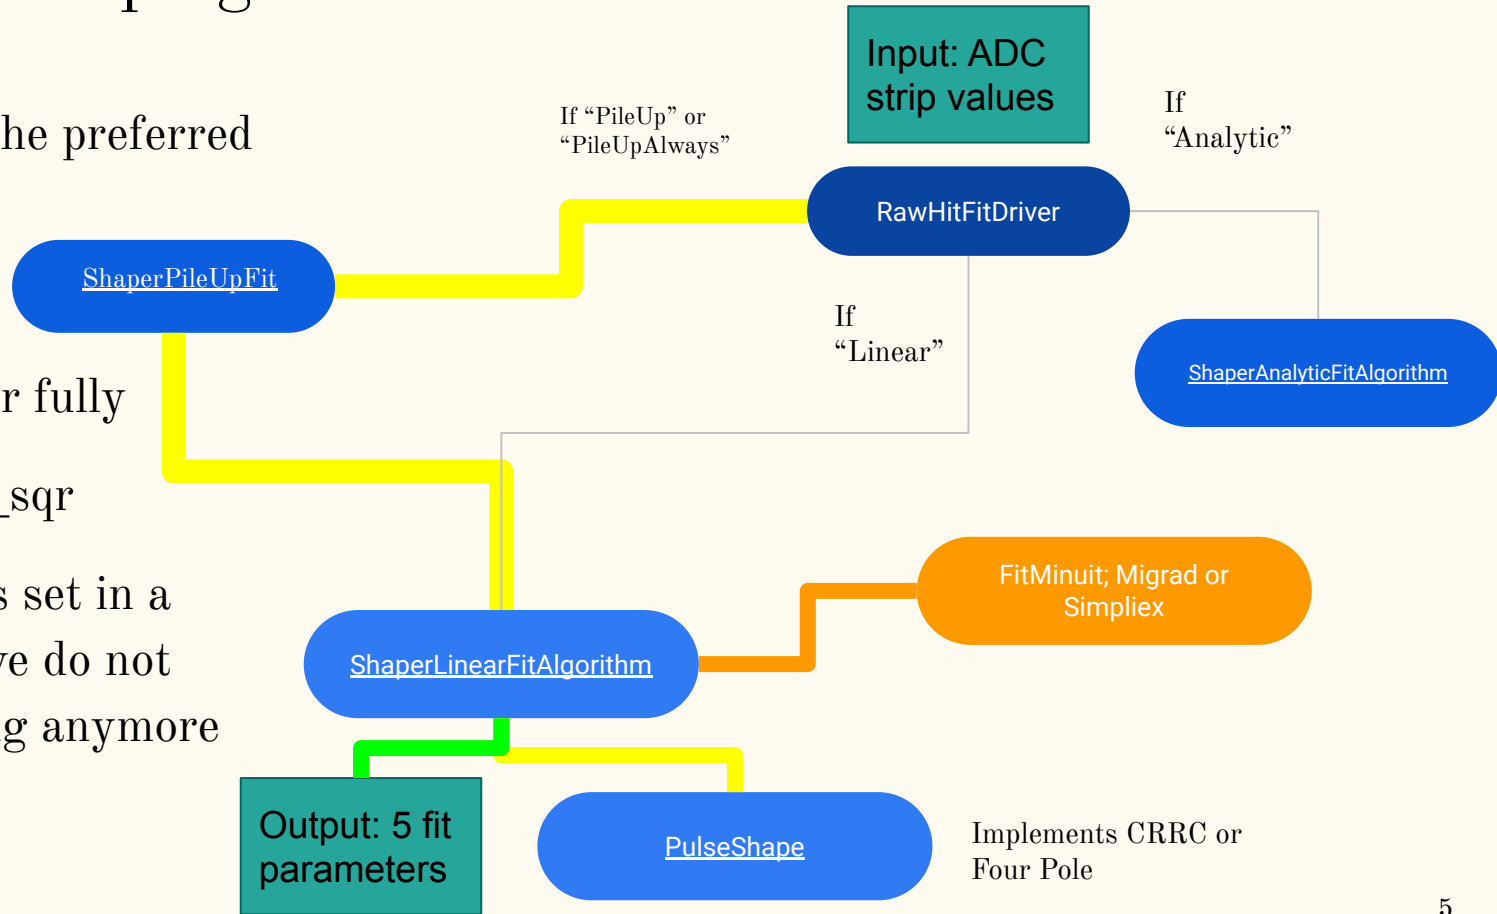 he preferred
r fully
_sqr
s set in a
ve do not
g anymore
Input: ADC
strip values
If “PileUp” or
“PileUpAlways”
If
“Analytic”
RawHitFitDriver
ShaperPileUpFit
If
“Linear”
ShaperAnalyticFitAlgorithm
FitMinuit; Migrad or
Simpliex
ShaperLinearFitAlgorithm
Output: 5 fit
parameters
PulseShape
Implements CRRC or
Four Pole
5